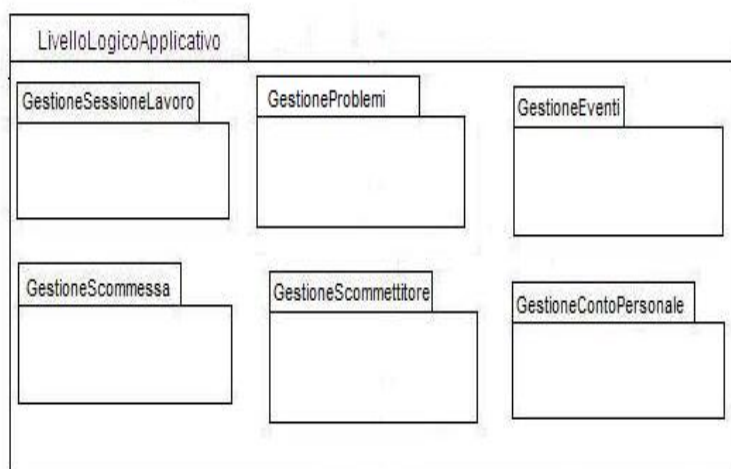 LivelloLogicoApplicativo
GestioneSessioneLavoro
GestioneProblemi
GestioneEventi
GestioneScommessa
GestioneScommettitore
GestioneContoPersonale